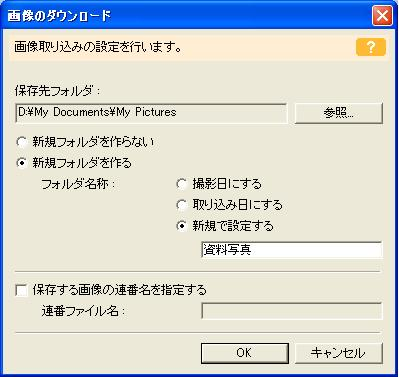 画像のダウンロード
画像取り込みの設定を行います。
?
保存先フォルダ：
D:¥My Documents¥My Pictures
参照...
新規フォルダを作らない
新規フォルダを作る
フォルダ名称：
撮影日にする
取り込み日にする
新規で設定する
資料写真
保存する画像の連番名を指定する
連番ファイル名：
OK
キャンセル